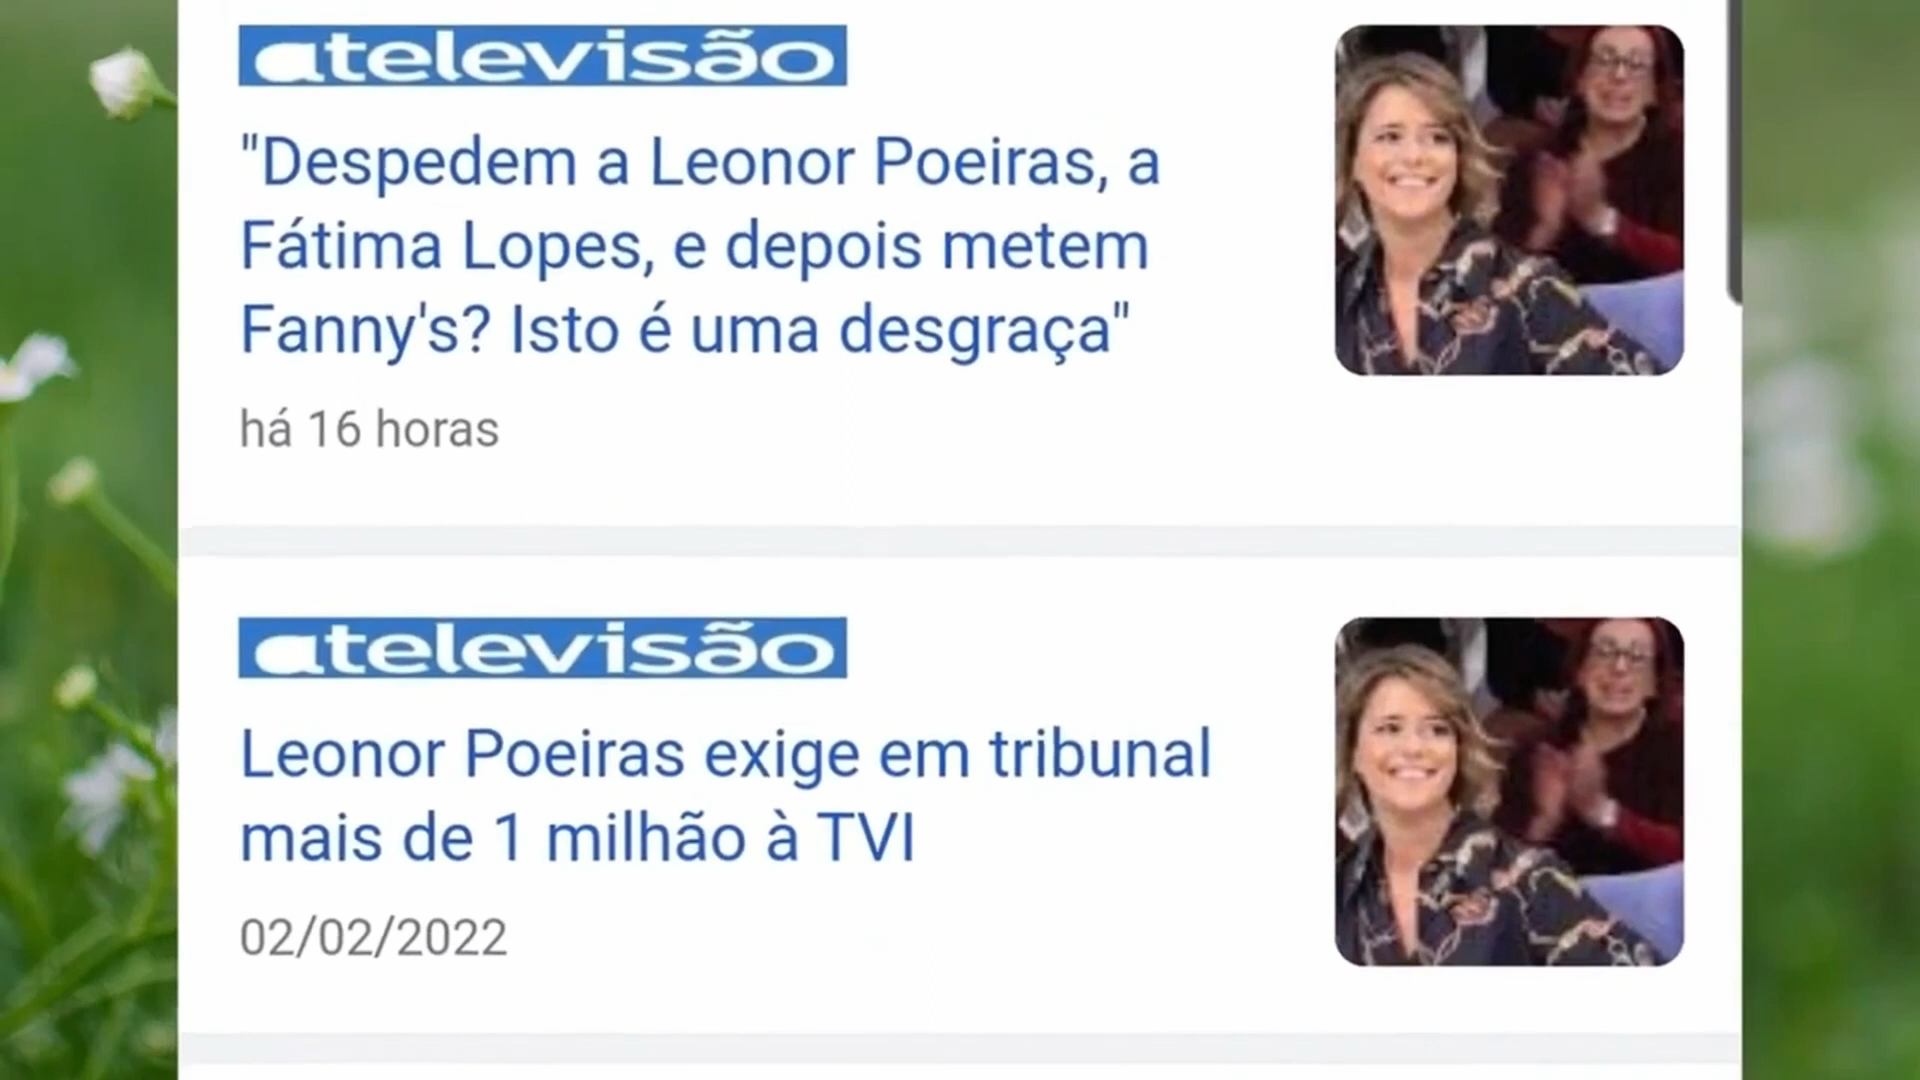 atelevisão
"Despedem a Leonor Poeiras, a
Fátima Lopes, e depois metem
Fanny's? Isto é uma desgraça"
há 16 horas
atelevisão
Leonor Poeiras exige em tribunal
mais de 1 milhão à TVI
02/02/2022